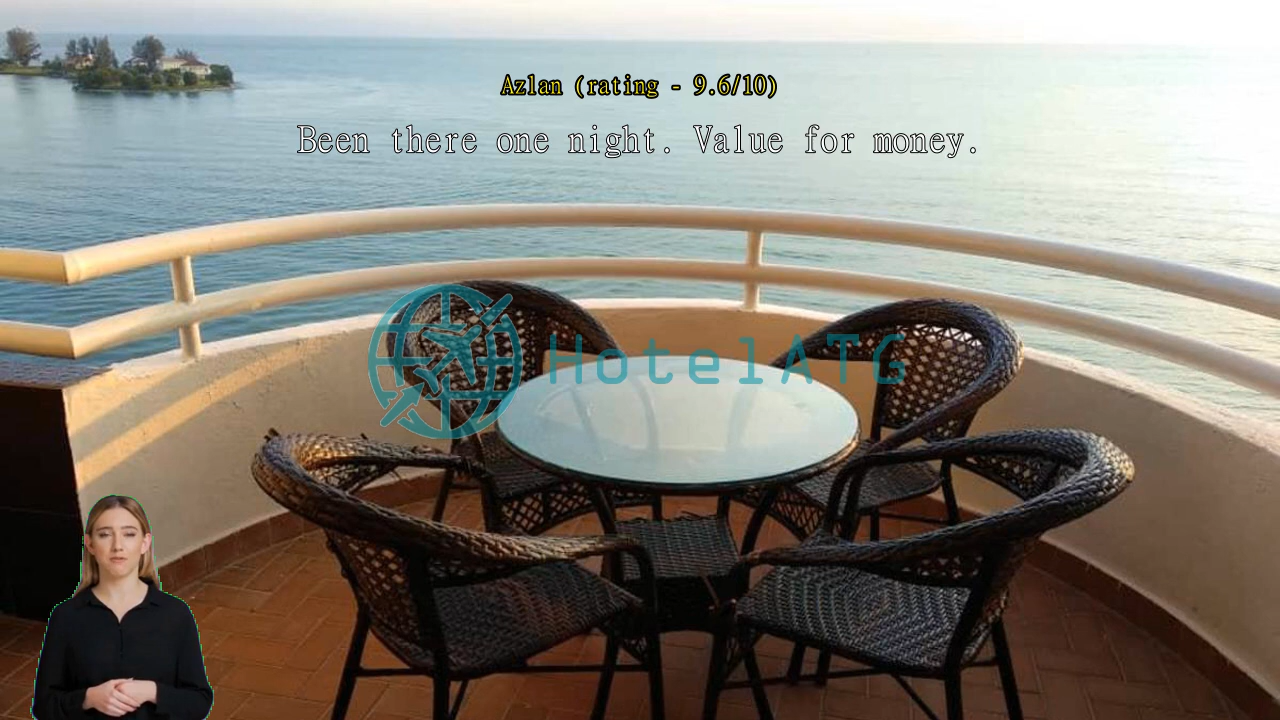 Azlan (rating - 9.6/10)
Been there one night. Value for money.
HotelATG